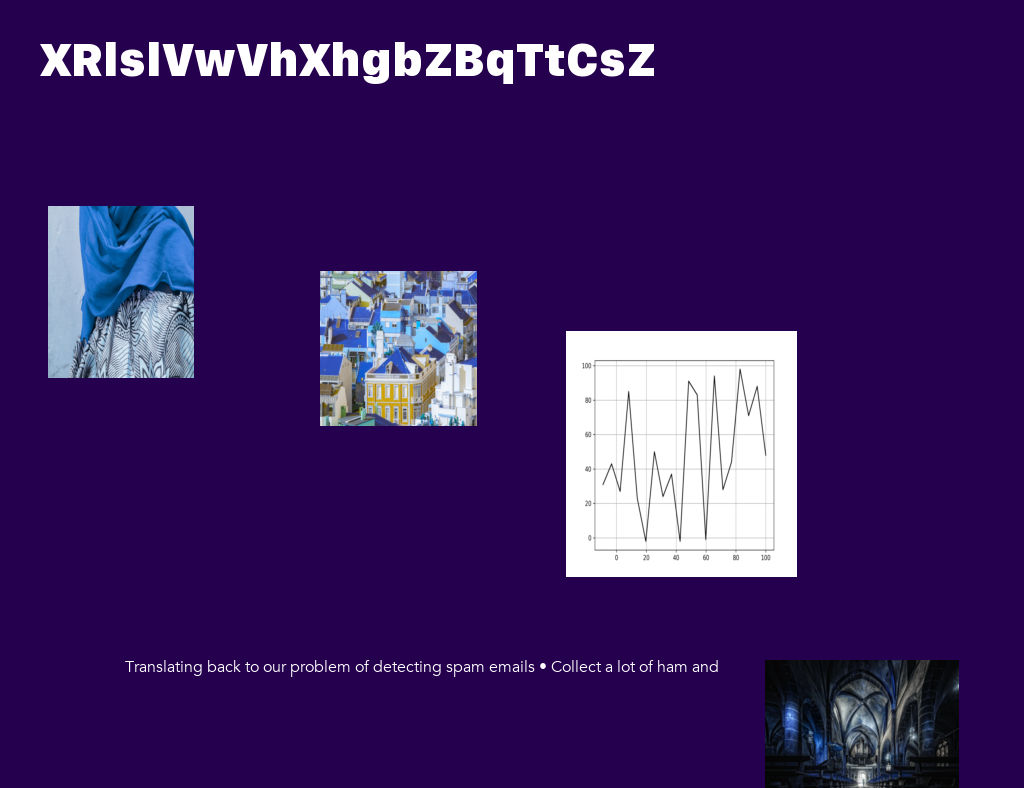 XRlslVwVhXhgbZBqTtCsZ
100
80
60
40
20
0
0 20 40 60 80 100
Translating back to our problem of detecting spam emails • Collect a lot of ham and